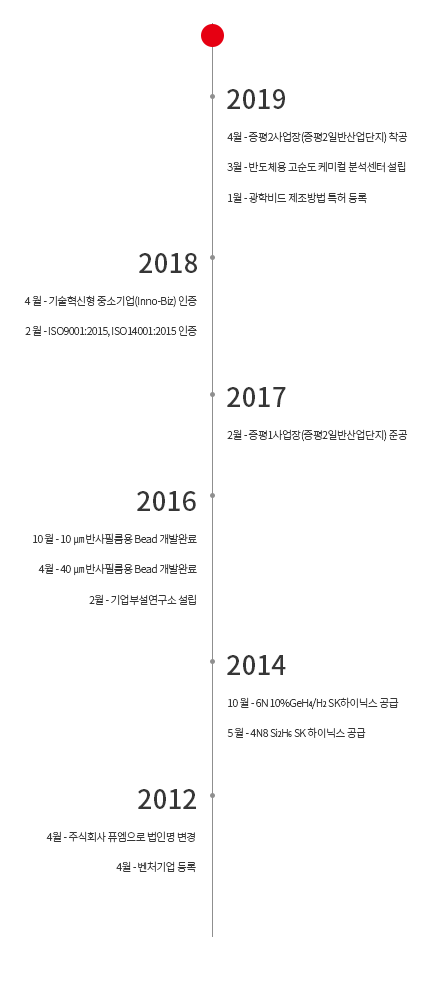 2019
4월 - 증평2사업장(증평2일반산업단지) 착공
3월 - 반도체용 고순도 케미컬 분석센터 설립
1월 - 광학비드 제조방법 특허 등록
2018
4 월 - 기술혁신형 중소기업(Inno-Biz) 인증
2 월 - ISO9001:2015, ISO14001:2015 인증
2017
2월 - 증평1사업장(증평2일반산업단지) 준공
2016
10 월 - 10 ㎛ 반사필름용 Bead 개발완료
4월 - 40 ㎛ 반사필름용 Bead 개발완료
2월 - 기업부설연구소 설립
2014
10 월 - 6N 10%GeH₄/H₂ SK하이닉스 공급
5 월 - 4N8 Si₂H₆ SK 하이닉스 공급
2012
4월 - 주식회사 퓨엠으로 법인명 변경
4월 - 벤처기업 등록